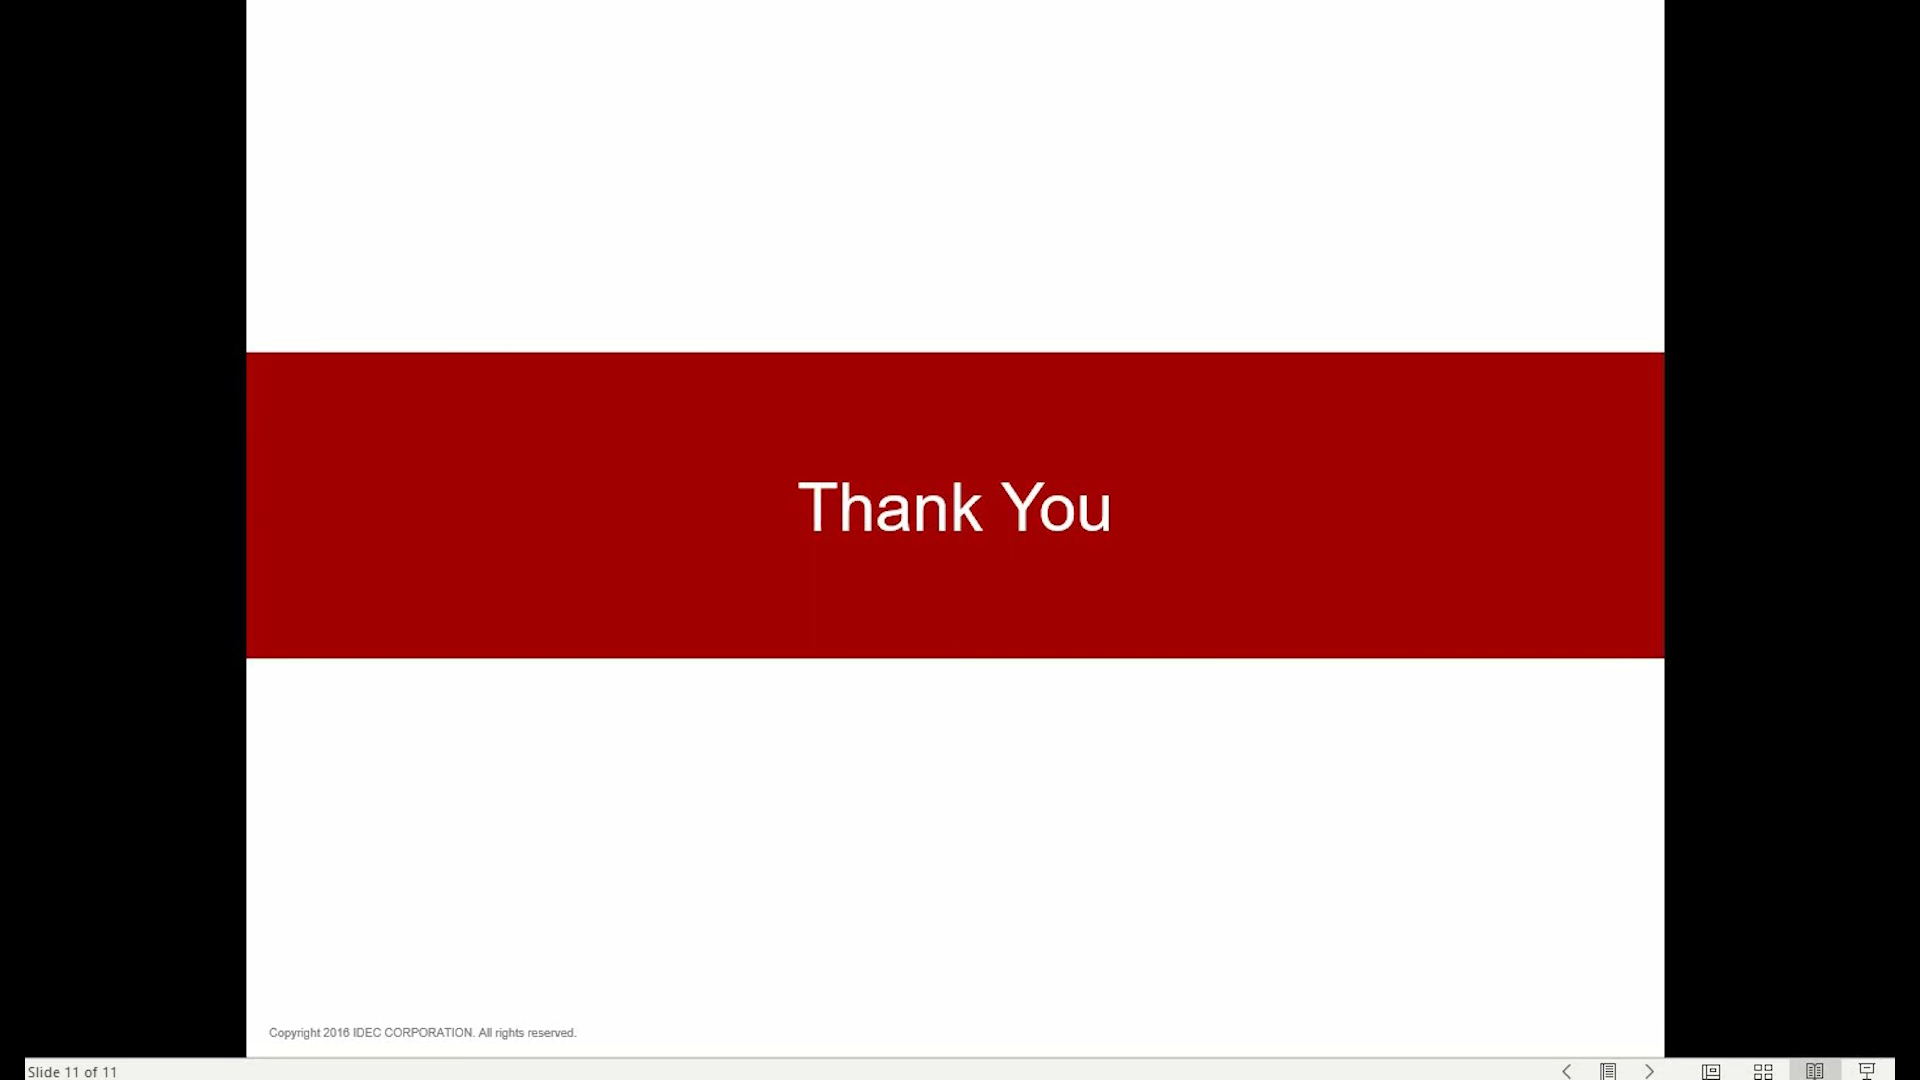 Thank You
Copyright 2016 IDEC CORPORATION. All rights reserved.
Slide 11 of 11